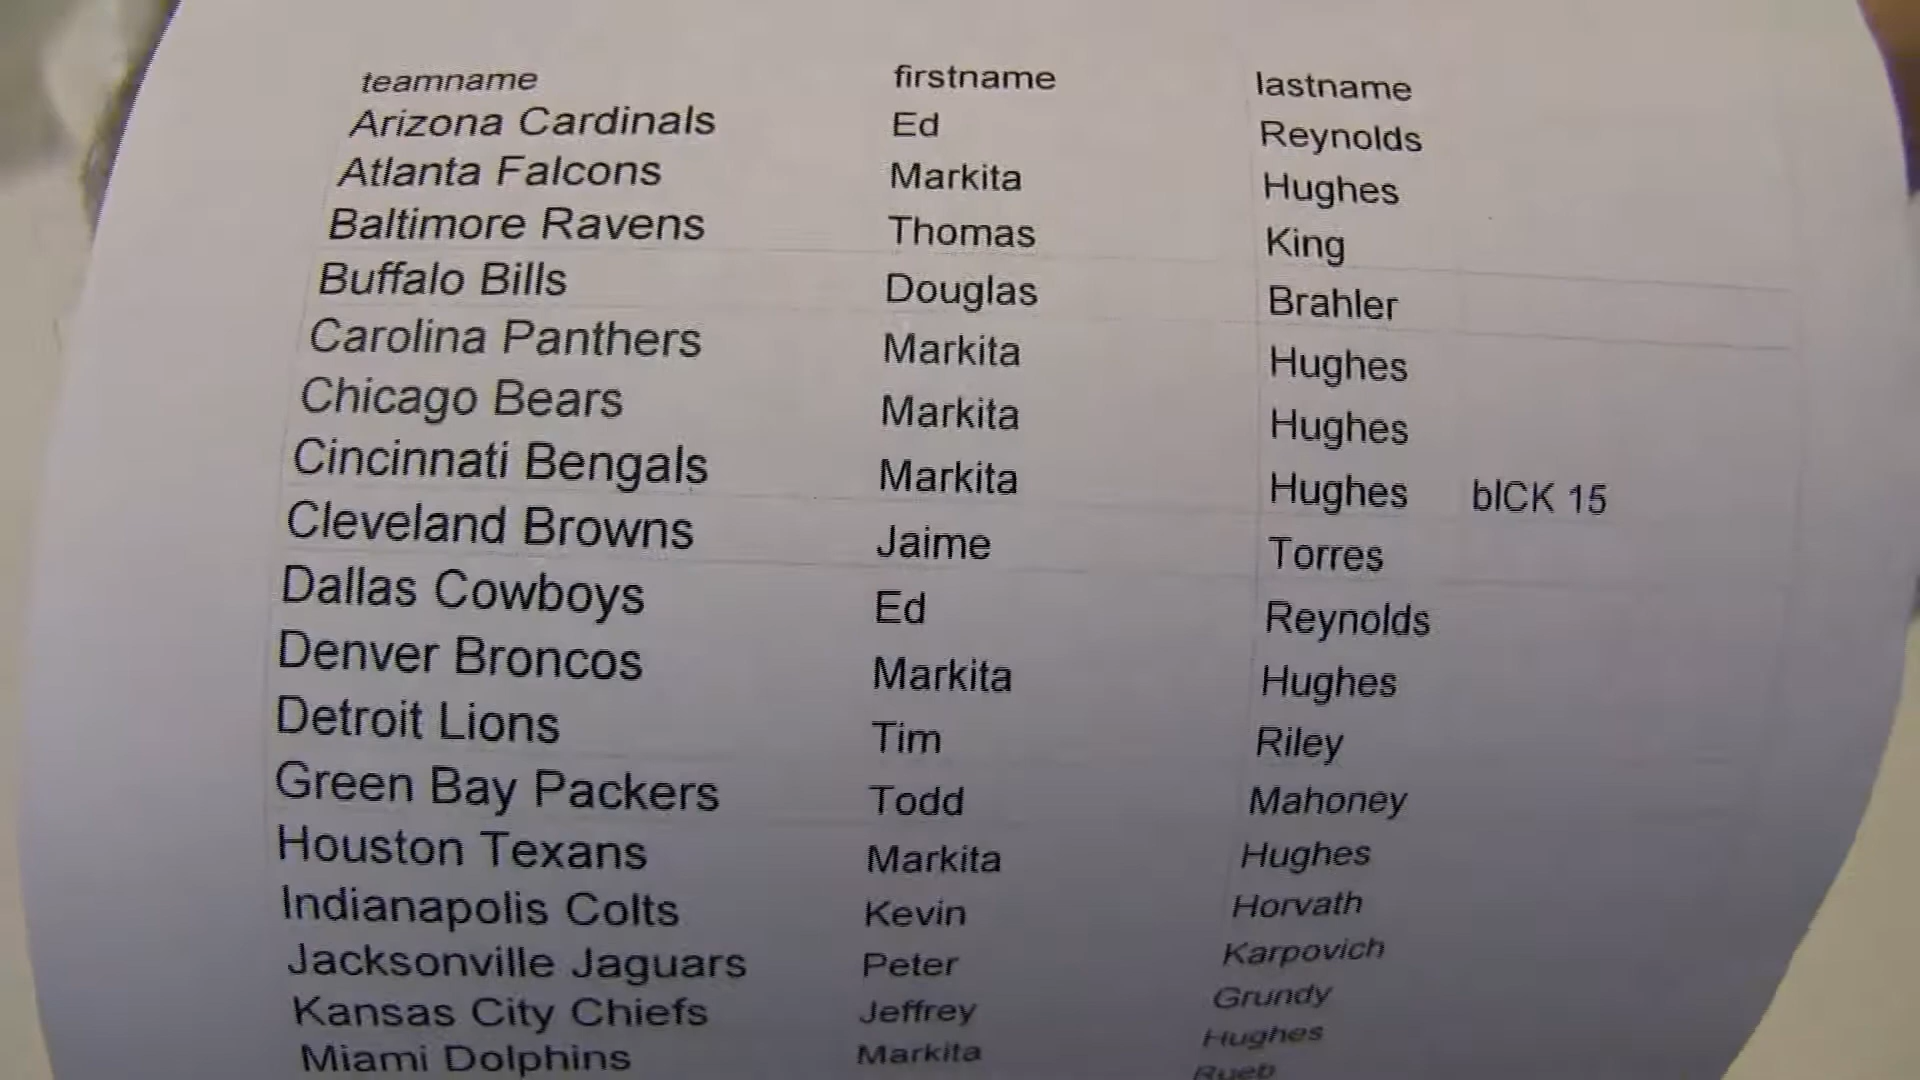 teamname firstname lastname
Arizona Cardinals Ed Reynolds
Atlanta Falcons Markita Hughes
Baltimore Ravens Thomas King
Buffalo Bills Douglas Brahler
Carolina Panthers Markita Hughes
Chicago Bears Markita Hughes
Cincinnati Bengals Markita Hughes blCK 15
Cleveland Browns Jaime Torres
Dallas Cowboys Ed Reynolds
Denver Broncos Markita Hughes
Detroit Lions Tim Riley
Green Bay Packers Todd Mahoney
Houston Texans Markita Hughes
Indianapolis Colts Kevin Horvath
Jacksonville Jaguars Peter Karpovich
Kansas City Chiefs Jeffrey Grundy
Miami Dolphins Markita Hughes